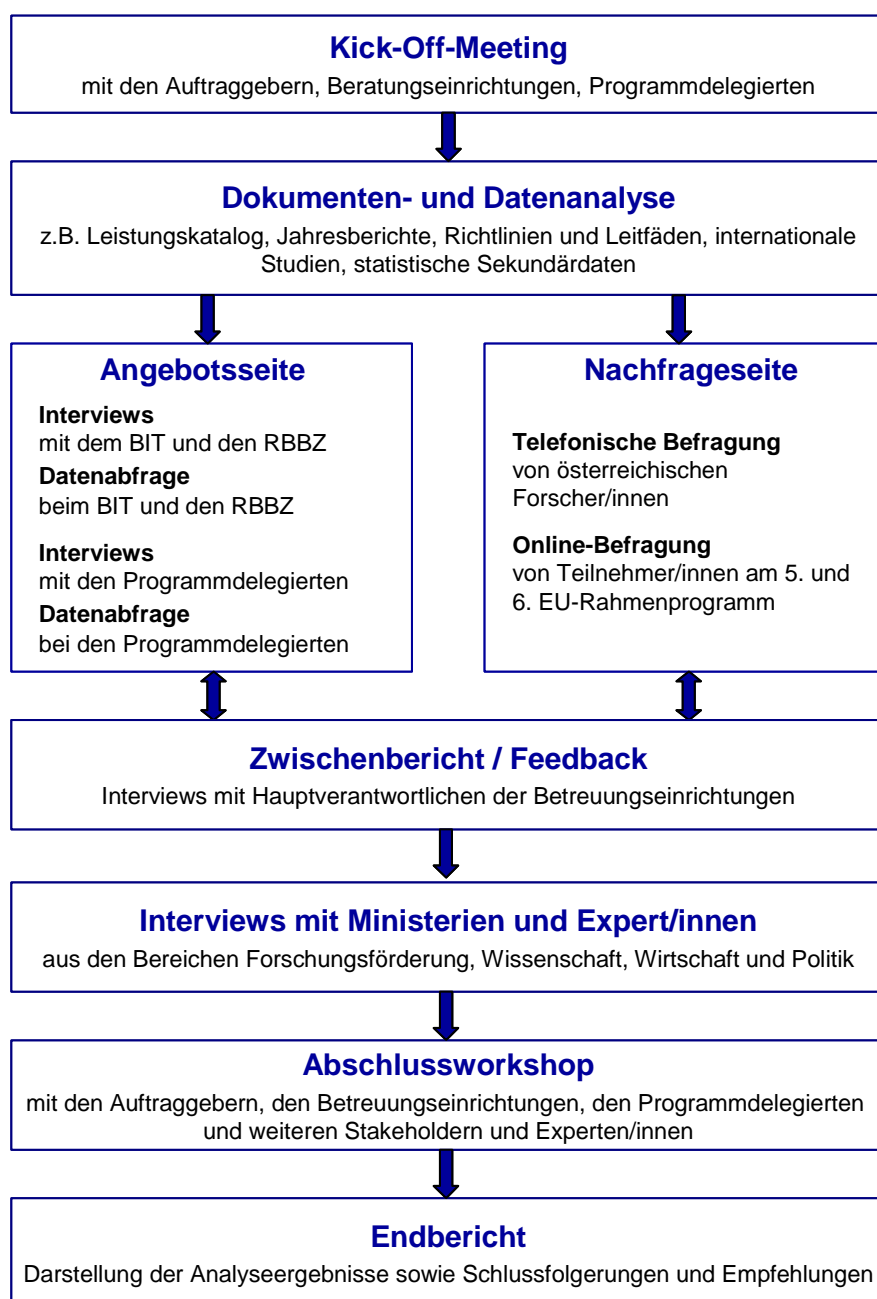 Kick-Off-Meeting
mit den Auftraggebern, Beratungseinrichtungen, Programmdelegierten
Dokumenten- und Datenanalyse
z.B. Leistungskatalog, Jahresberichte, Richtlinien und Leitfäden, internationale
Studien, statistische Sekundärdaten
Angebotsseite
Interviews
mit dem BIT und den RBBZ
Datenabfrage
beim BIT und den RBBZ
Interviews
mit den Programmdelegierten
Datenabfrage
bei den Programmdelegierten
Nachfrageseite
Telefonische Befragung
von österreichischen
Forscher/innen
Online-Befragung
von Teilnehmer/innen am 5. und
6. EU-Rahmenprogramm
Zwischenbericht / Feedback
Interviews mit Hauptverantwortlichen der Betreuungseinrichtungen
Interviews mit Ministerien und Expert/innen
aus den Bereichen Forschungsförderung, Wissenschaft, Wirtschaft und Politik
Abschlussworkshop
mit den Auftraggebern, den Betreuungseinrichtungen, den Programmdelegierten
und weiteren Stakeholdern und Experten/innen
Endbericht
Darstellung der Analyseergebnisse sowie Schlussfolgerungen und Empfehlungen